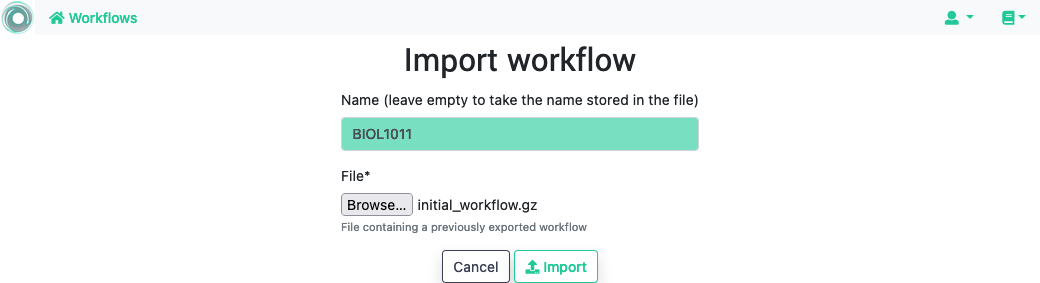 Workflows
Import workflow
Name (leave empty to take the name stored in the file)
BIOL1011
File*
Browse... initial_workflow.gz
File containing a previously exported workflow
Cancel Import